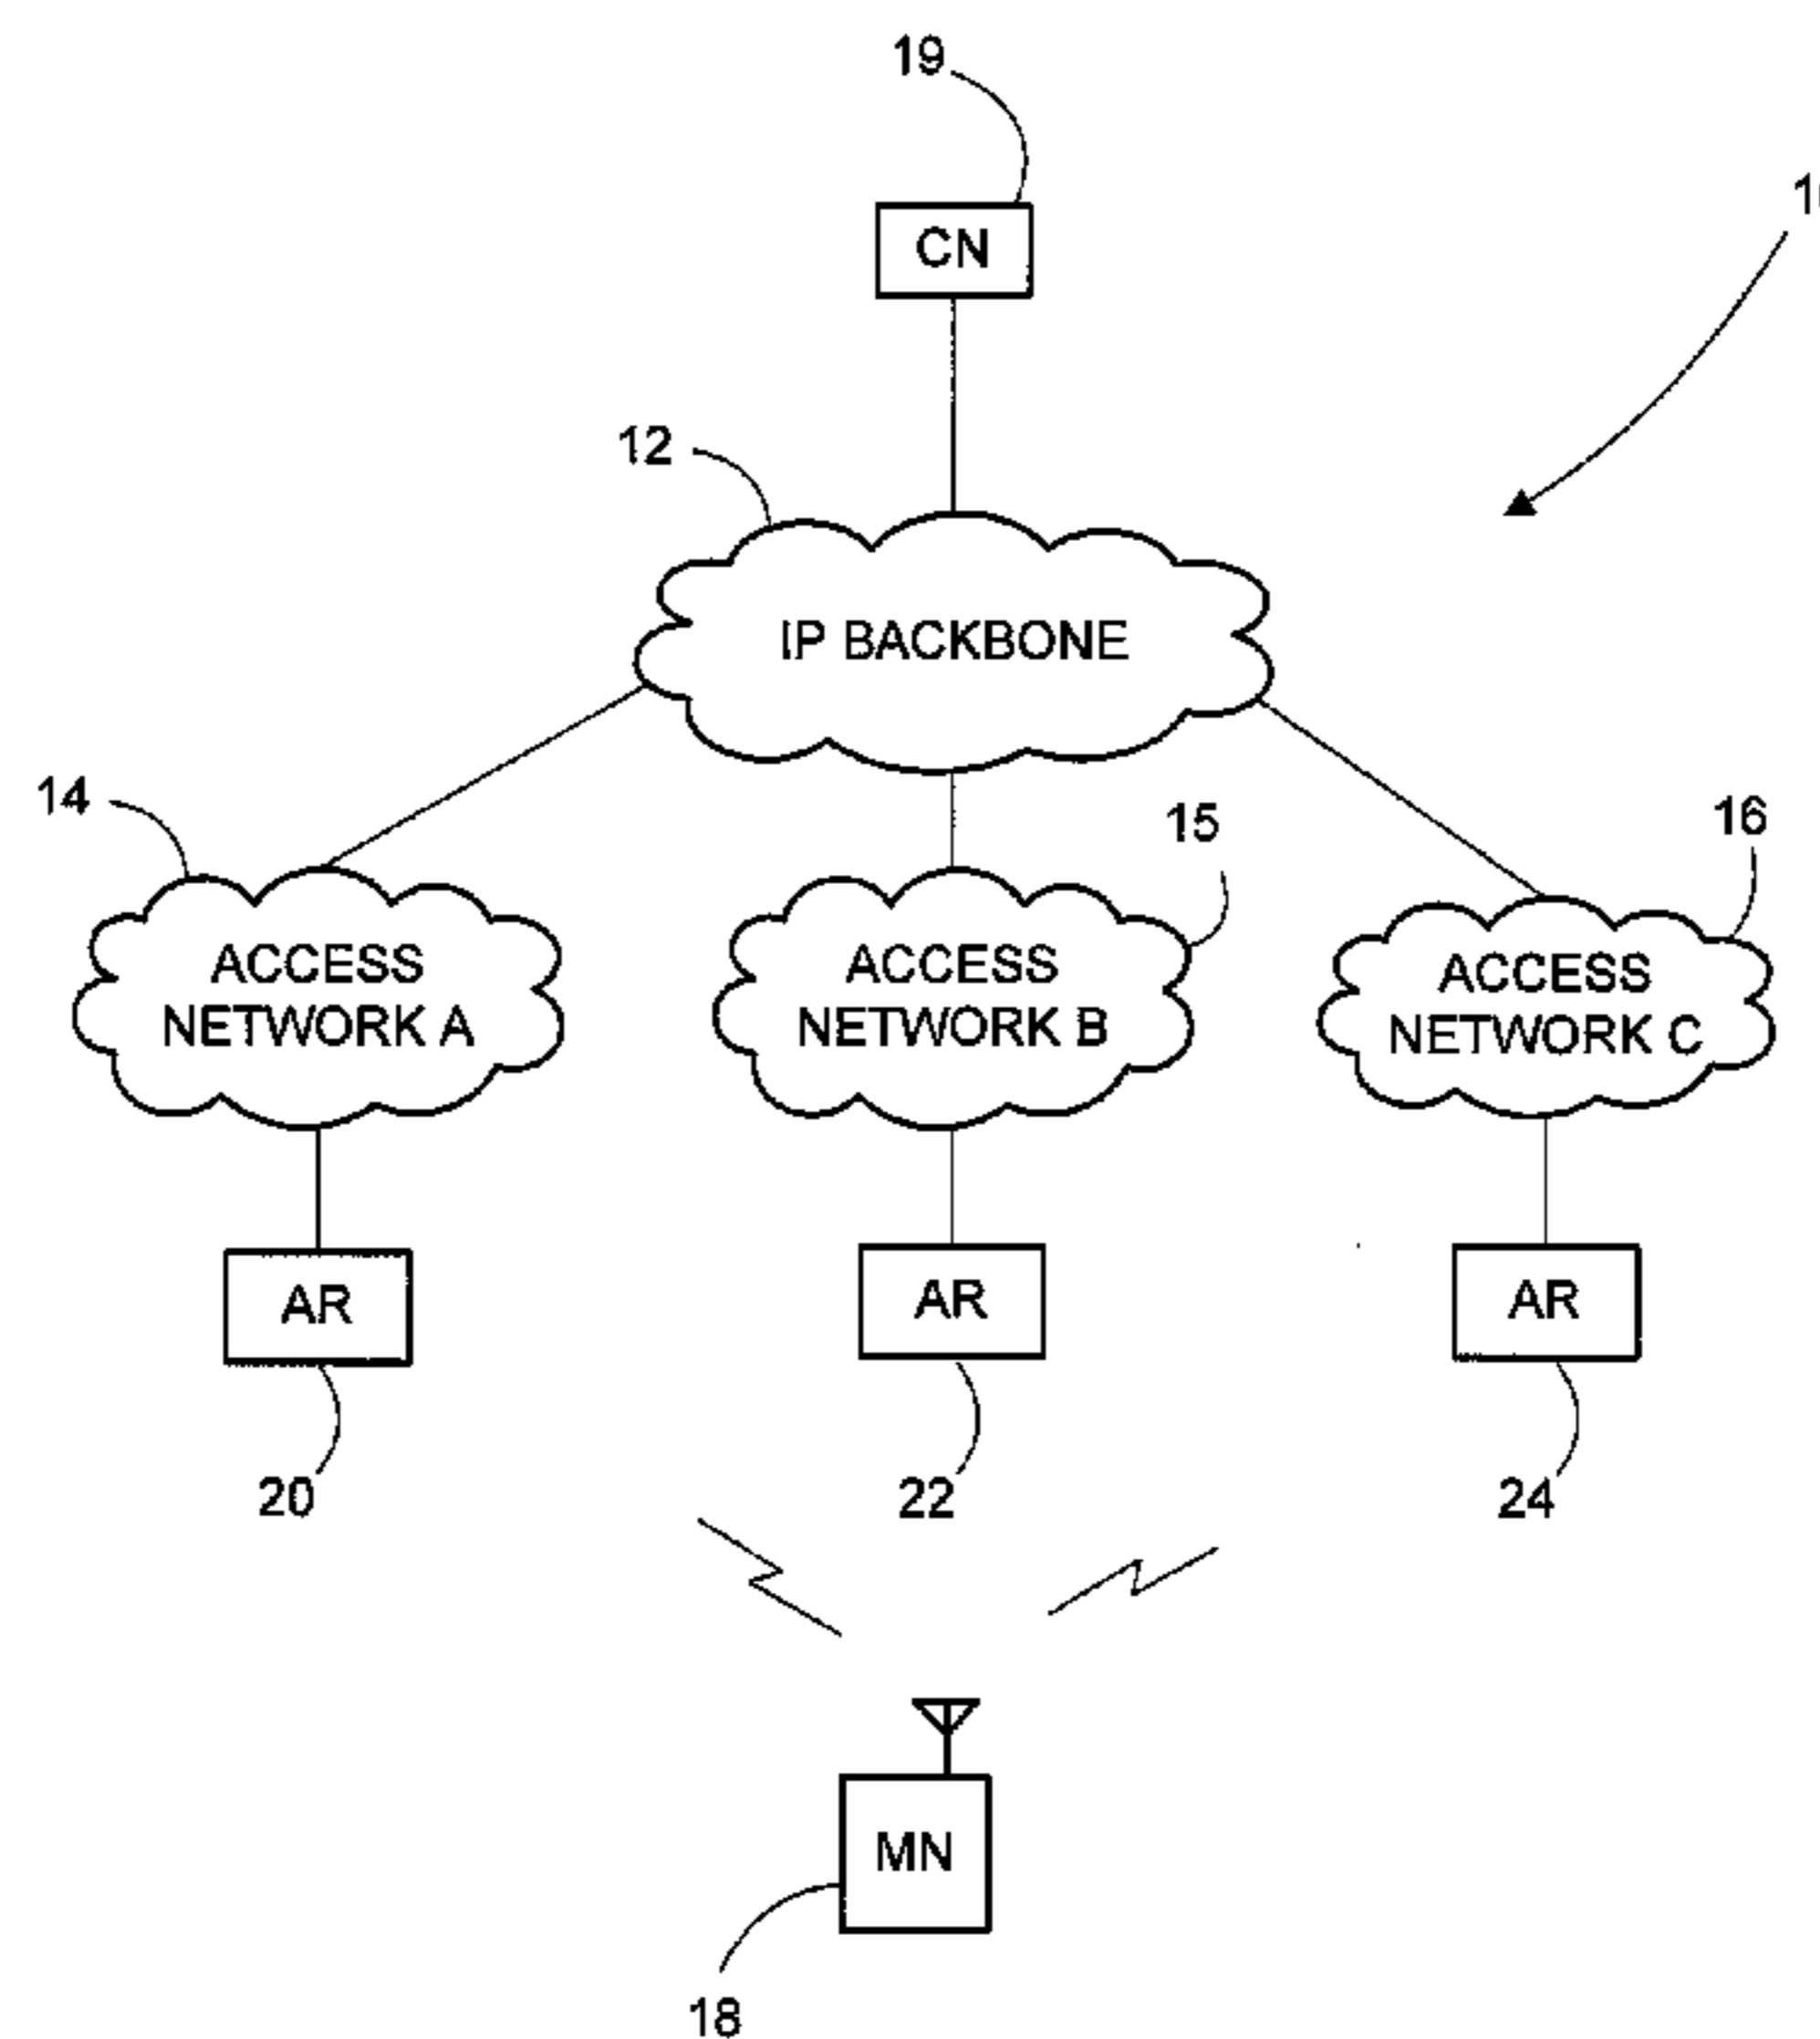 19
CN
12
IP BACKBONE
14
15
16
ACCESS
NETWORK A
ACCESS
NETWORK B
ACCESS
NETWORK C
AR
AR
AR
20
22
24
MN
18